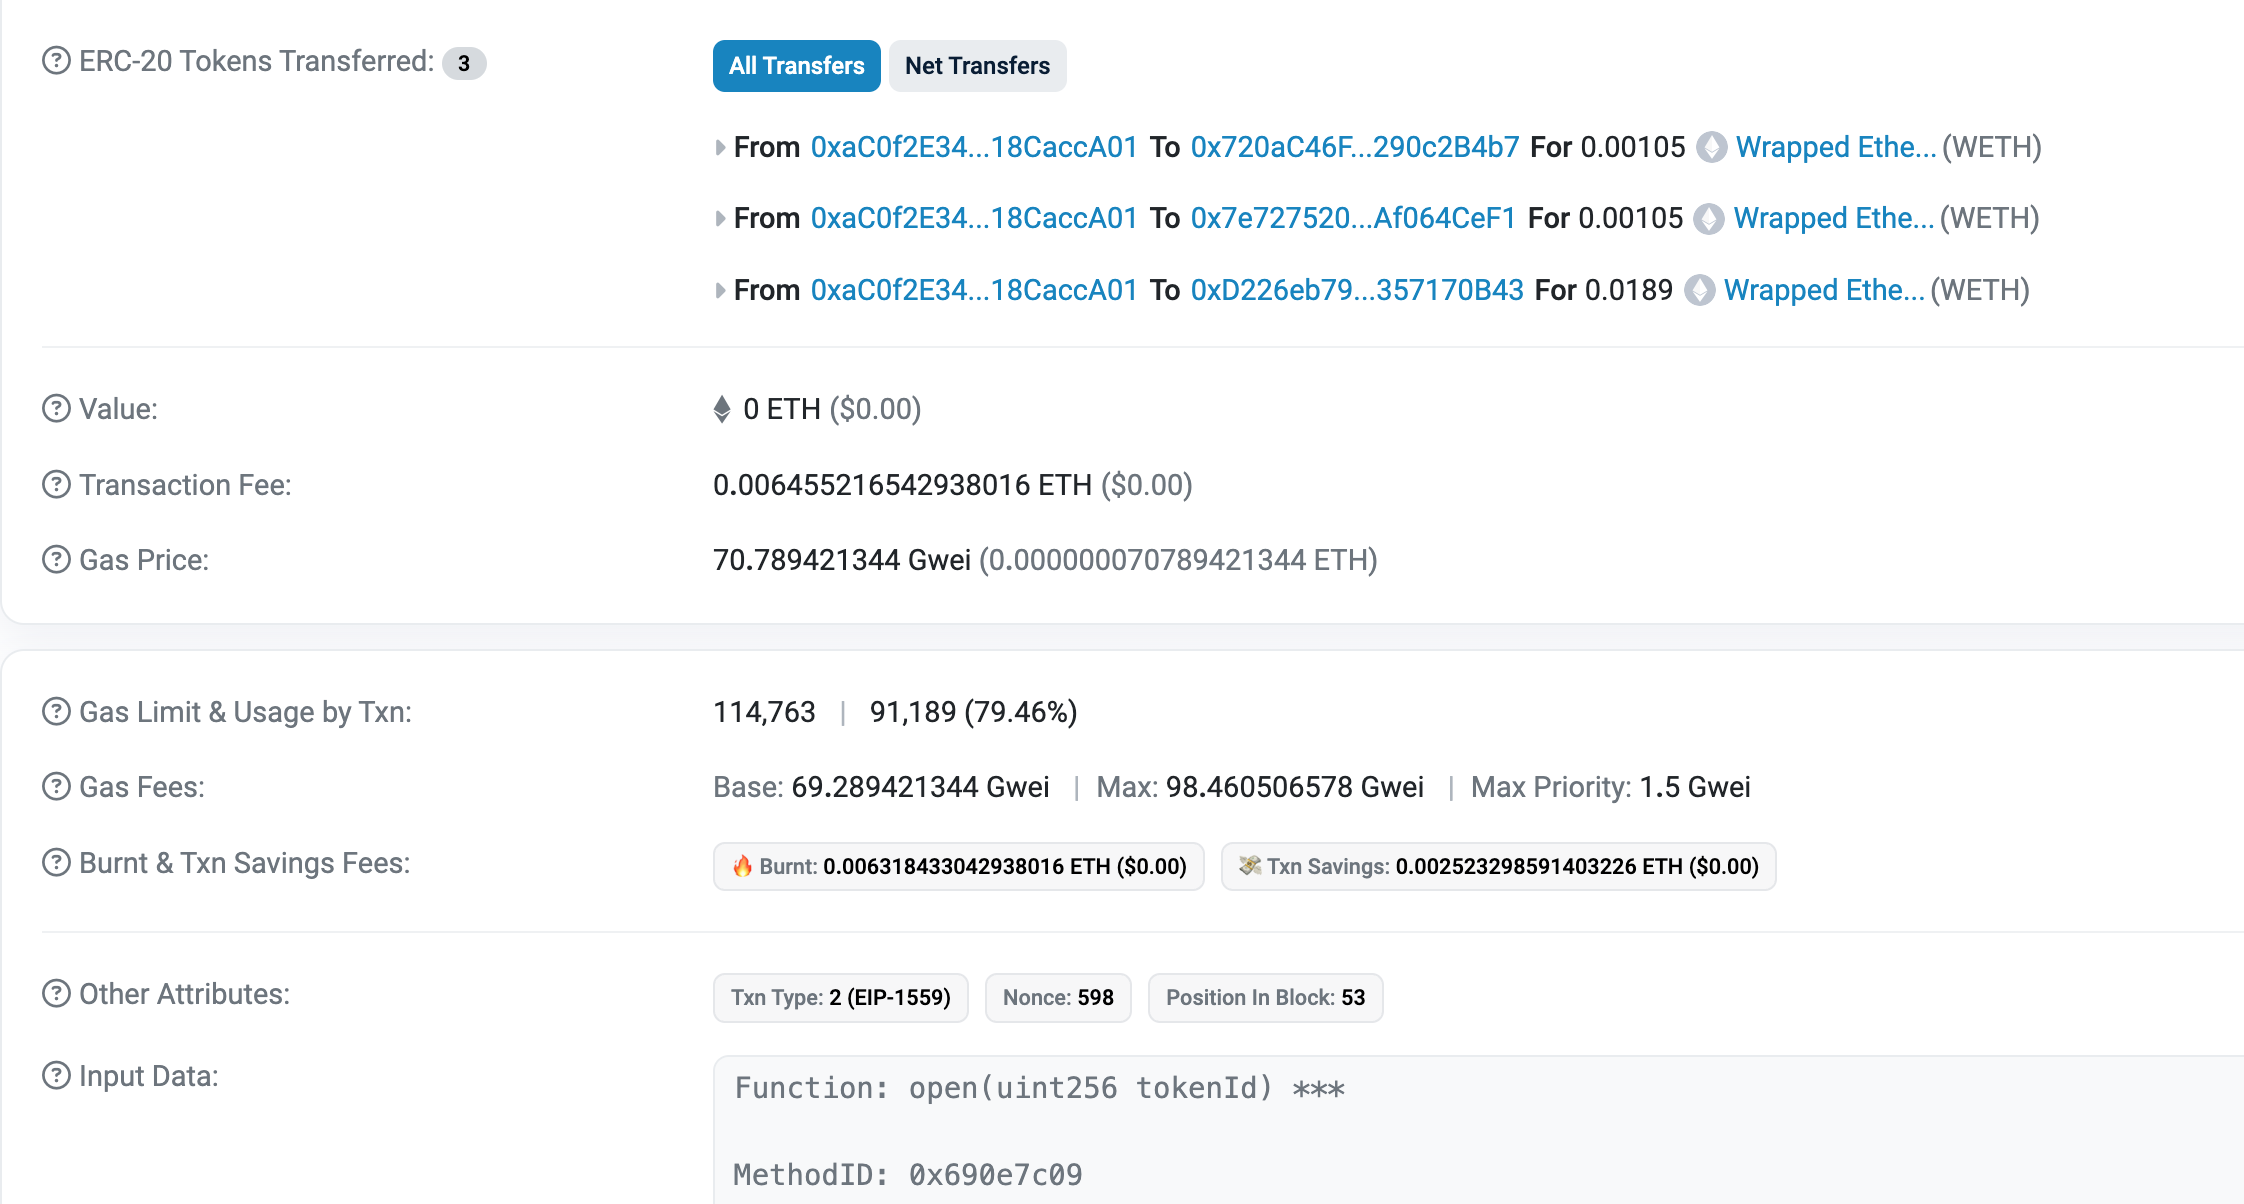 ERC-20 Tokens Transferred: 3 All Transfers Net Transfers
From 0xaC0f2E34...18CaccA01 To 0x720aC46F...290c2B4b7 For 0.00105 Wrapped Ethe... (WETH)
From 0xaC0f2E34...18CaccA01 To 0x7e727520...Af064CeF1 For 0.00105 Wrapped Ethe... (WETH)
From 0xaC0f2E34...18CaccA01 To 0xD226eb79...357170B43 For 0.0189 Wrapped Ethe... (WETH)
Value: 0 ETH ($0.00)
Transaction Fee: 0.006455216542938016 ETH ($0.00)
Gas Price: 70.789421344 Gwei (0.000000070789421344 ETH)
Gas Limit & Usage by Txn: 114,763 | 91,189 (79.46%)
Gas Fees: Base: 69.289421344 Gwei | Max: 98.460506578 Gwei | Max Priority: 1.5 Gwei
Burnt & Txn Savings Fees: 🔥 Burnt: 0.006318433042938016 ETH ($0.00) 💸 Txn Savings: 0.002523298591403226 ETH ($0.00)
Other Attributes: Txn Type: 2 (EIP-1559) Nonce: 598 Position In Block: 53
Input Data: Function: open(uint256 tokenId) ***
MethodID: 0x690e7c09